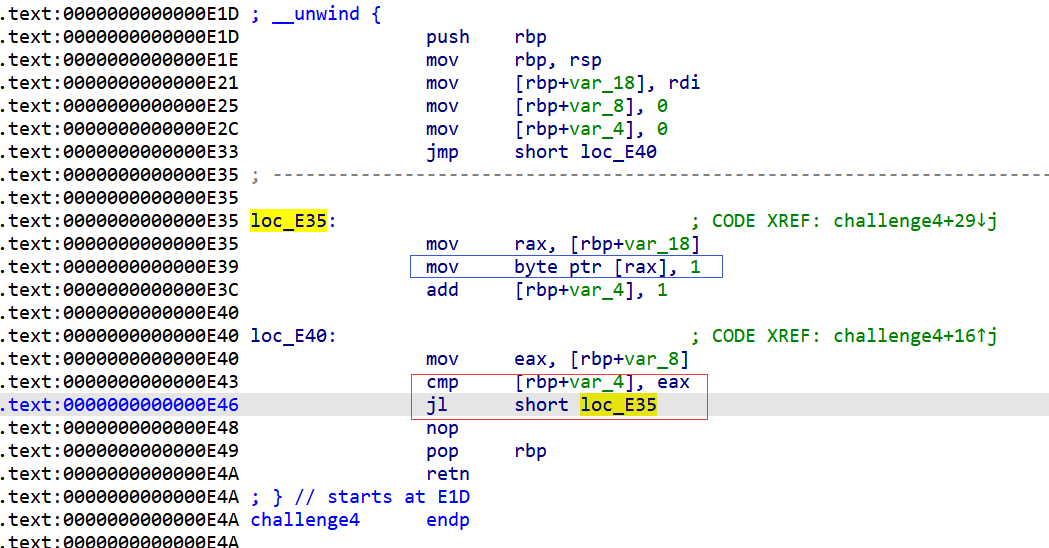 .text:0000000000000E1D ; __unwind {
.text:0000000000000E1D push rbp
.text:0000000000000E1E mov rbp, rsp
.text:0000000000000E21 mov [rbp+var_18], rdi
.text:0000000000000E25 mov [rbp+var_8], 0
.text:0000000000000E2C mov [rbp+var_4], 0
.text:0000000000000E33 jmp short loc_E40
.text:0000000000000E35 ; ---------------------------------------------------------------------------
.text:0000000000000E35
.text:0000000000000E35 loc_E35: ; CODE XREF: challenge4+29↓j
.text:0000000000000E35 mov rax, [rbp+var_18]
.text:0000000000000E39 mov byte ptr [rax], 1
.text:0000000000000E3C add [rbp+var_4], 1
.text:0000000000000E40
.text:0000000000000E40 loc_E40: ; CODE XREF: challenge4+16↑j
.text:0000000000000E40 mov eax, [rbp+var_8]
.text:0000000000000E43 cmp [rbp+var_4], eax
.text:0000000000000E46 jl short loc_E35
.text:0000000000000E48 nop
.text:0000000000000E49 pop rbp
.text:0000000000000E4A retn
.text:0000000000000E4A ; } // starts at E1D
.text:0000000000000E4A challenge4 endp
.text:0000000000000E4A